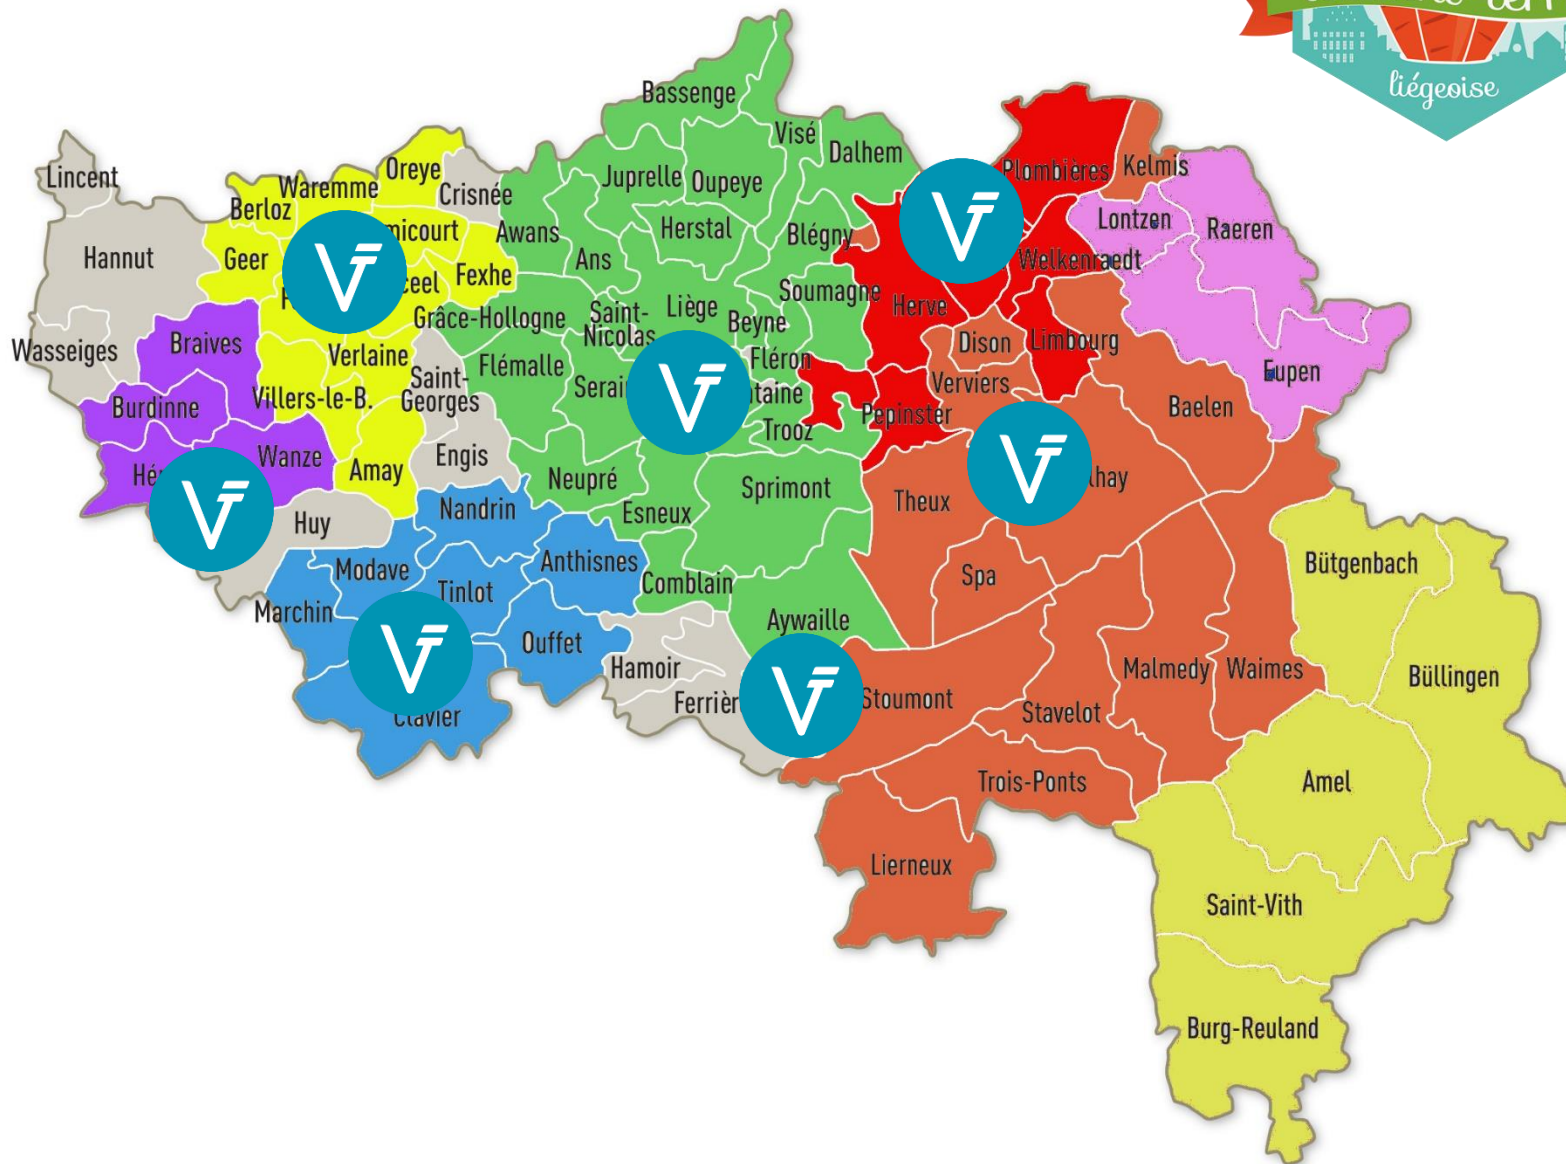 liégeoise
Bassenge
Visé
Dalhem
Plombières
Kelmis
Lincent
Waremme
Oreye
Crisnée
Juprelle
Oupeye
Berloz
Lontzen
Raeren
Hannut
Geer
Awans
Ans
Herstal
Blégny
Fexhe
Welkenraedt
Soumagne
Herve
Grâce-Hollogne
Saint-
Nicolas
Liège
Beyne
Wasseiges
Braives
Verlaine
Flémalle
Fléron
Dison
Limbourg
Saint-
Georges
Villers-le-B.
Verviers
Eupen
Burdinne
Trooz
Pepinster
Baelen
Wanze
Amay
Engis
Neupré
Sprimont
Theux
Huy
Nandrin
Esneux
Modave
Tinlot
Anthisnes
Comblain
Spa
Bütgenbach
Marchin
Ouffet
Aywaille
Hamoir
Stoumont
Malmedy
Waimes
Büllingen
Clavier
Stavelot
Trois-Ponts
Amel
Lierneux
Saint-Vith
Burg-Reuland